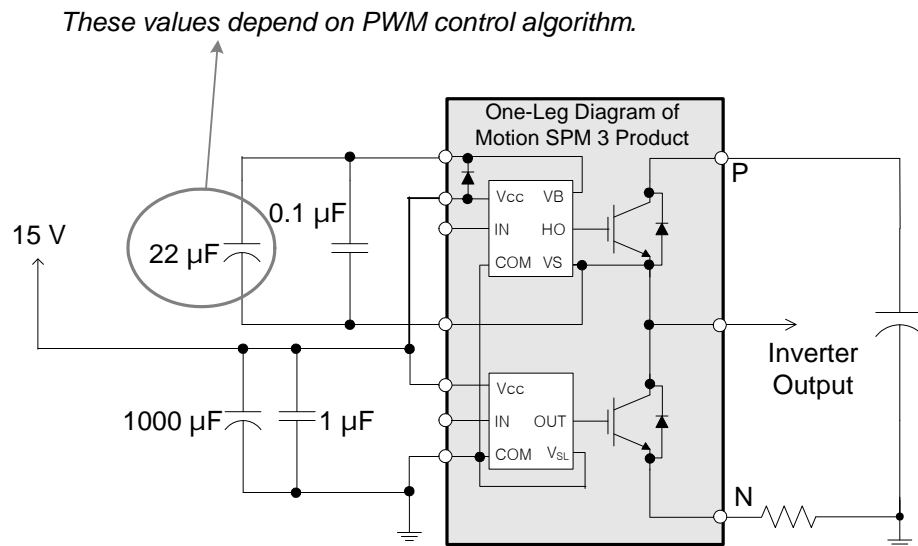 These values depend on PWM control algorithm.
One-Leg Diagram of
Motion SPM 3 Product
P
Vcc
VB
0.1 µF
IN
HO
15 V
22 µF
COM
VS
Inverter
Output
Vcc
1000 µF
1 µF
IN
OUT
COM
VSL
N